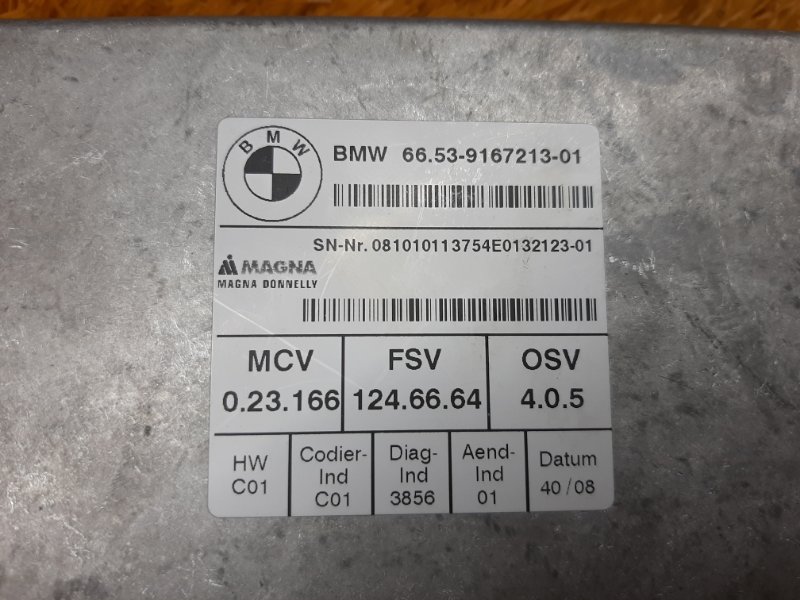 BMW
BMW 66.53-9167213-01
SN-Nr. 081010113754E0132123-01
MAGNA
MAGNA DONNELLY
MCV FSV OSV
0.23.166 124.66.64 4.0.5
HW C01
Codier-
Ind
C01
Diag-
Ind
3856
Aend-
Ind
01
Datum
40/08